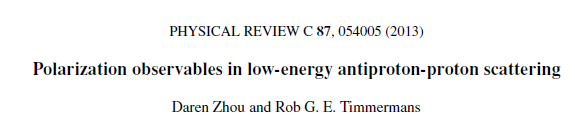 PHYSICAL REVIEW C 87, 054005 (2013)
Polarization observables in low-energy antiproton-proton scattering
Daren Zhou and Rob G. E. Timmermans